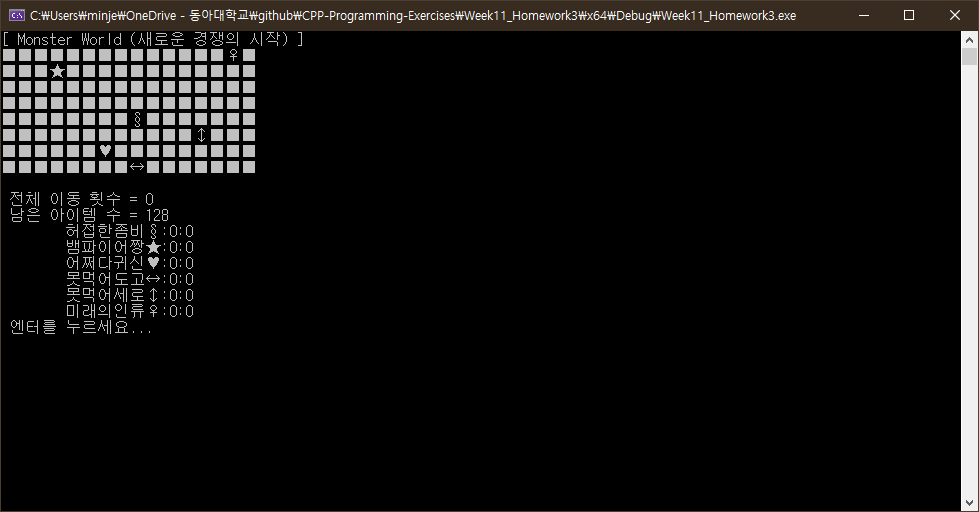 C:₩Users₩minje₩OneDrive - 동아대학교₩github₩CPP-Programming-Exercises₩Week11_Homework3₩x64₩Debug₩Week11_Homework3.exe
[ Monster World (새로운 경쟁의 시작) ]
■■■■■■■■■■■■■■♀■
■■■★■■■■■■■■■■■■
■■■■■■■■■■■■■■■■
■■■■■■■■■■■■■■■■
■■■■■■■■§■■■■■■■
■■■■■■■■■■■■↕■■■
■■■■■■♥■■■■■■■■■
■■■■■■■■↔■■■■■■■
전체 이동 횟수 = 0
남은 아이템 수 = 128
허접한좀비§:0:0
뱀파이어짱★:0:0
어쩌다귀신♥:0:0
못먹어도고↔:0:0
못먹어세로↕:0:0
미래의인류♀:0:0
엔터를 누르세요...